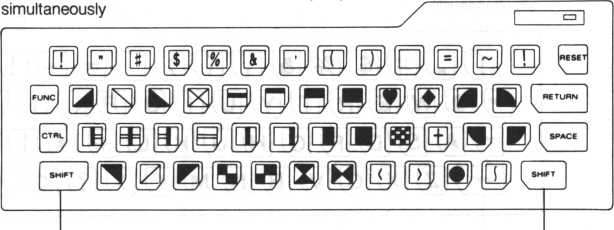 simultaneously
! " # $ % & ' ( ) = ~ ! RESET
FUNC RETURN
CTRL + SPACE
SHIFT < > SHIFT